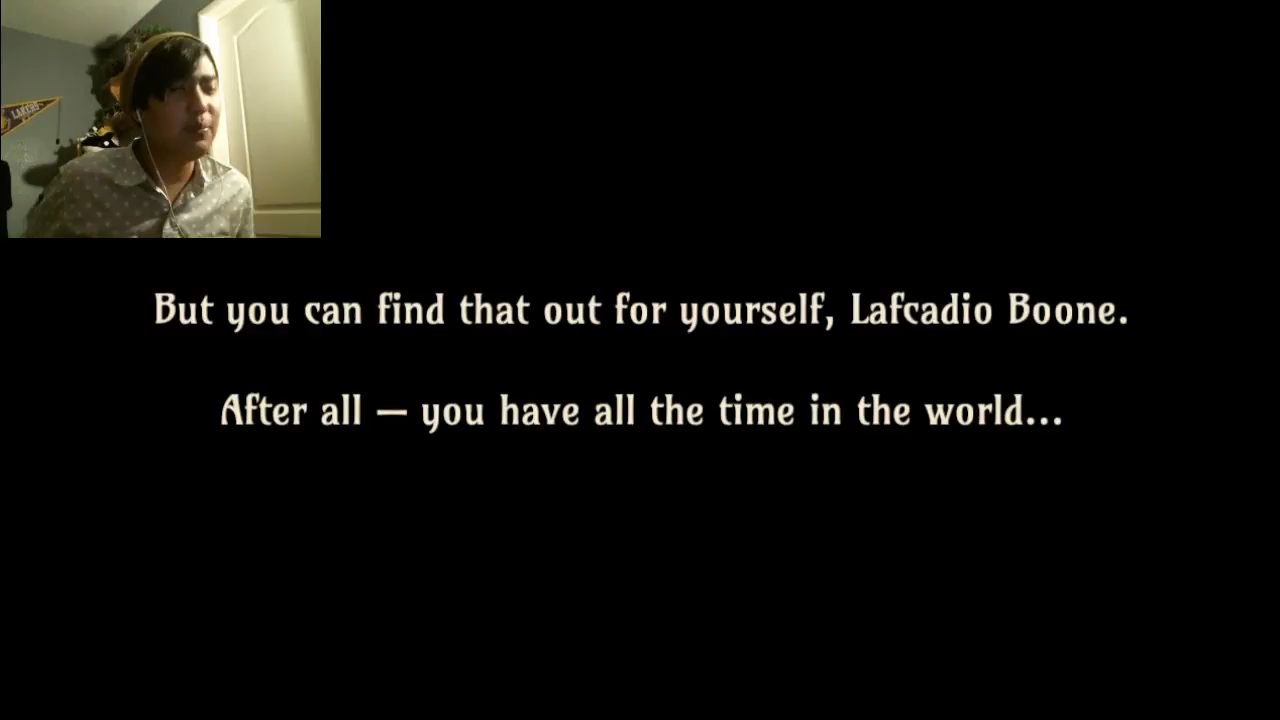 LAKERS
But you can find that out for yourself, Lafcadio Boone.
After all — you have all the time in the world...